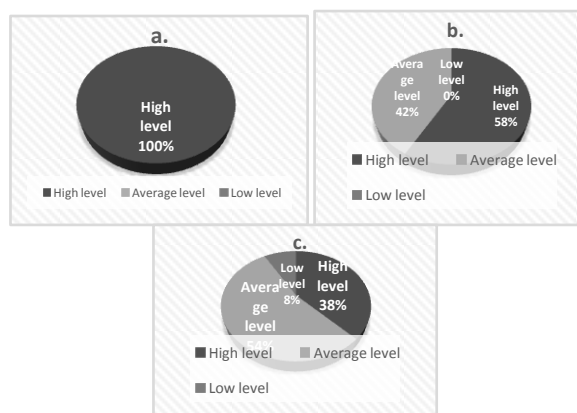 a.
High
level
100%
High level Average level Low level
b.
Avera
ge
level
42%
Low
level
0%
High
level
58%
High level Average level
Low level
c.
Low
level
8%
High
level
38%
Avera
ge
level
54%
High level Average level
Low level